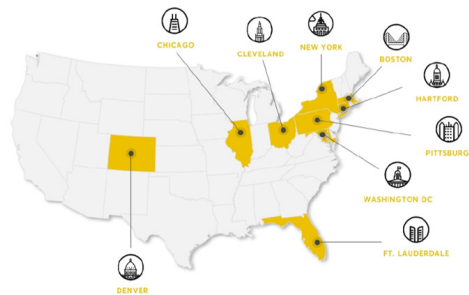 CHICAGO
CLEVELAND
NEW YORK
BOSTON
HARTFORD
PITTSBURG
WASHINGTON DC
FT. LAUDERDALE
DENVER